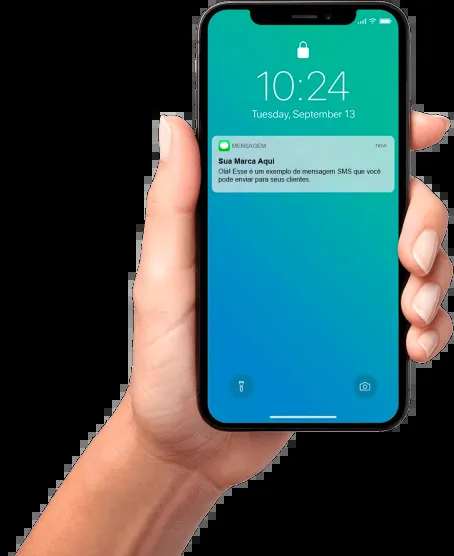 10:24
Tuesday, September 13
MENSAGEM now
Sua Marca Aqui
Ola! Esse é um exemplo de mensagem SMS que você
pode enviar para seus clientes.